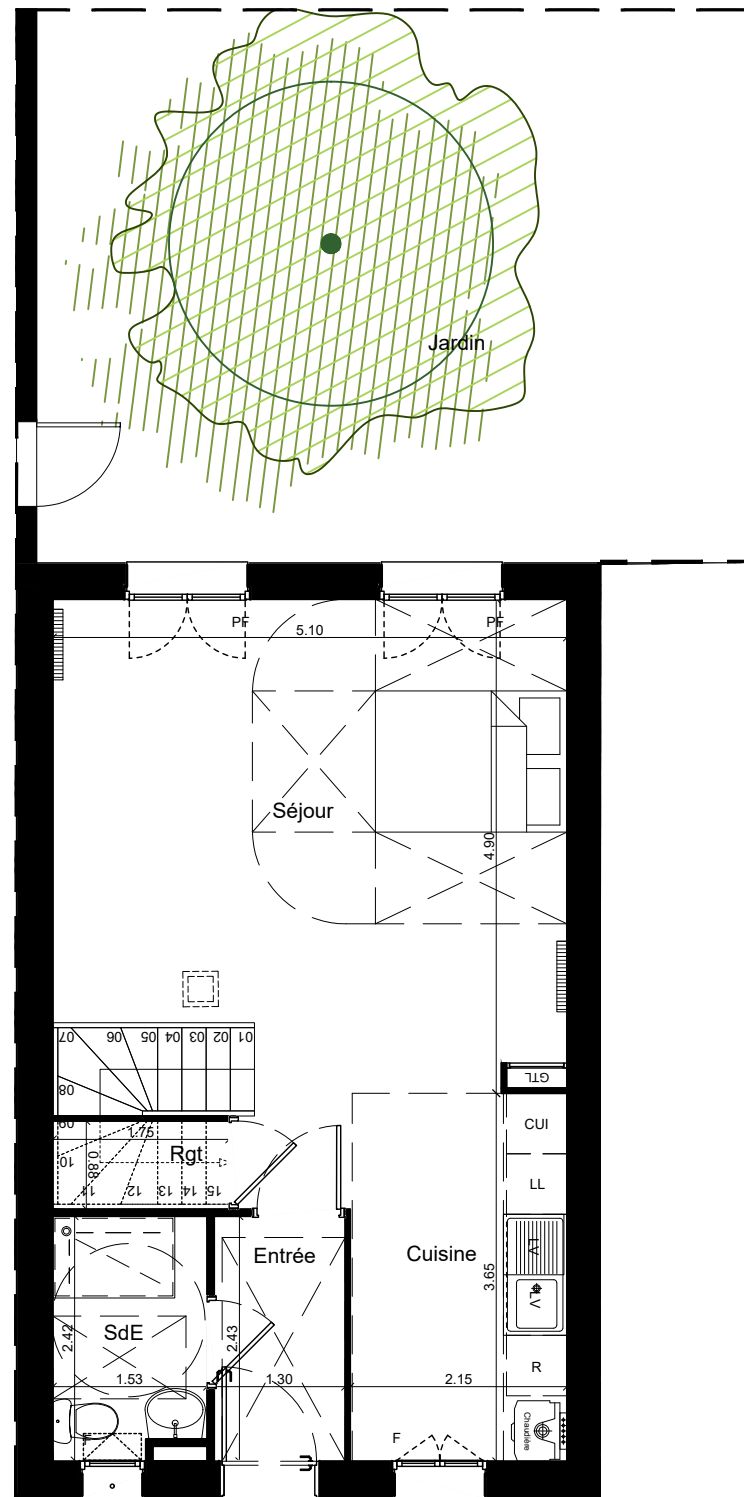 Jardin
PF
PF
5.10
Séjour
4.90
07
06
05
04
03
02
01
08
GTL
09
1.75
CUI
10
0.88
Rgt
11
12
13
14
15
LL
Entrée
Cuisine
LV
3.65
SdE
2.42
2.43
LV
R
1.53
1.30
2.15
F
Chaudière